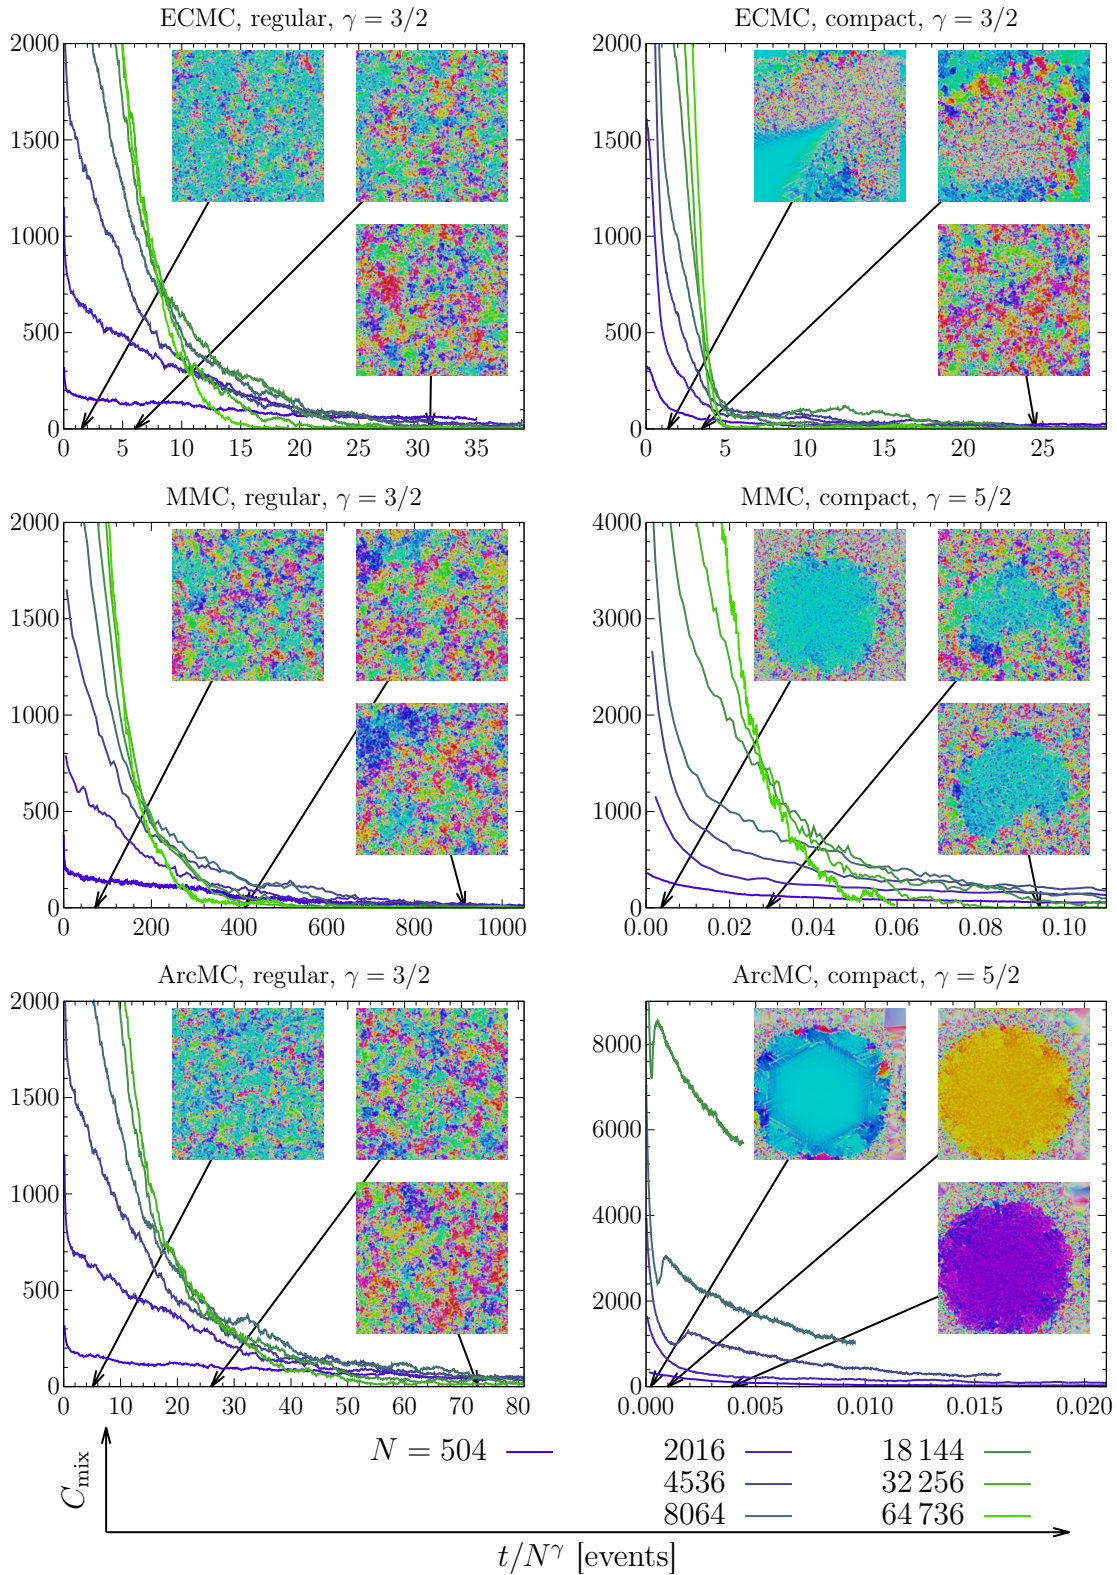 ECMC, regular, γ = 3/2
ECMC, compact, γ = 3/2
2000
1500
1000
500
0
0 5 10 15 20 25 30 35
2000
1500
1000
500
0
0 5 10 15 20 25
MMC, regular, γ = 3/2
MMC, compact, γ = 5/2
2000
1500
1000
500
0
0 200 400 600 800 1000
4000
3000
2000
1000
0
0.00 0.02 0.04 0.06 0.08 0.10
ArcMC, regular, γ = 3/2
ArcMC, compact, γ = 5/2
2000
1500
1000
500
0
0 10 20 30 40 50 60 70 80
8000
6000
4000
2000
0
0.000 0.005 0.010 0.015 0.020
C_mix
N = 504
2016
4536
8064
18 144
32 256
64 736
t/N^γ [events]